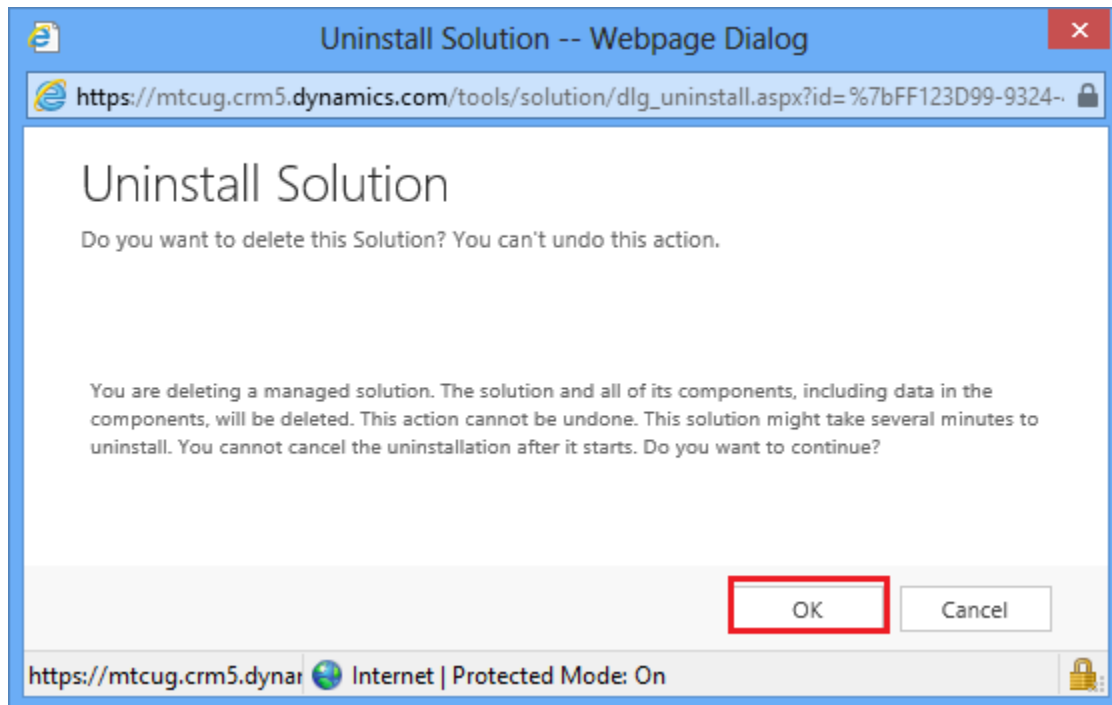 Uninstall Solution -- Webpage Dialog
https://mtcug.crm5.dynamics.com/tools/solution/dlg_uninstall.aspx?id=%7bFF123D99-9324-
Uninstall Solution
Do you want to delete this Solution? You can't undo this action.
You are deleting a managed solution. The solution and all of its components, including data in the
components, will be deleted. This action cannot be undone. This solution might take several minutes to
uninstall. You cannot cancel the uninstallation after it starts. Do you want to continue?
OK Cancel
https://mtcug.crm5.dynar Internet | Protected Mode: On